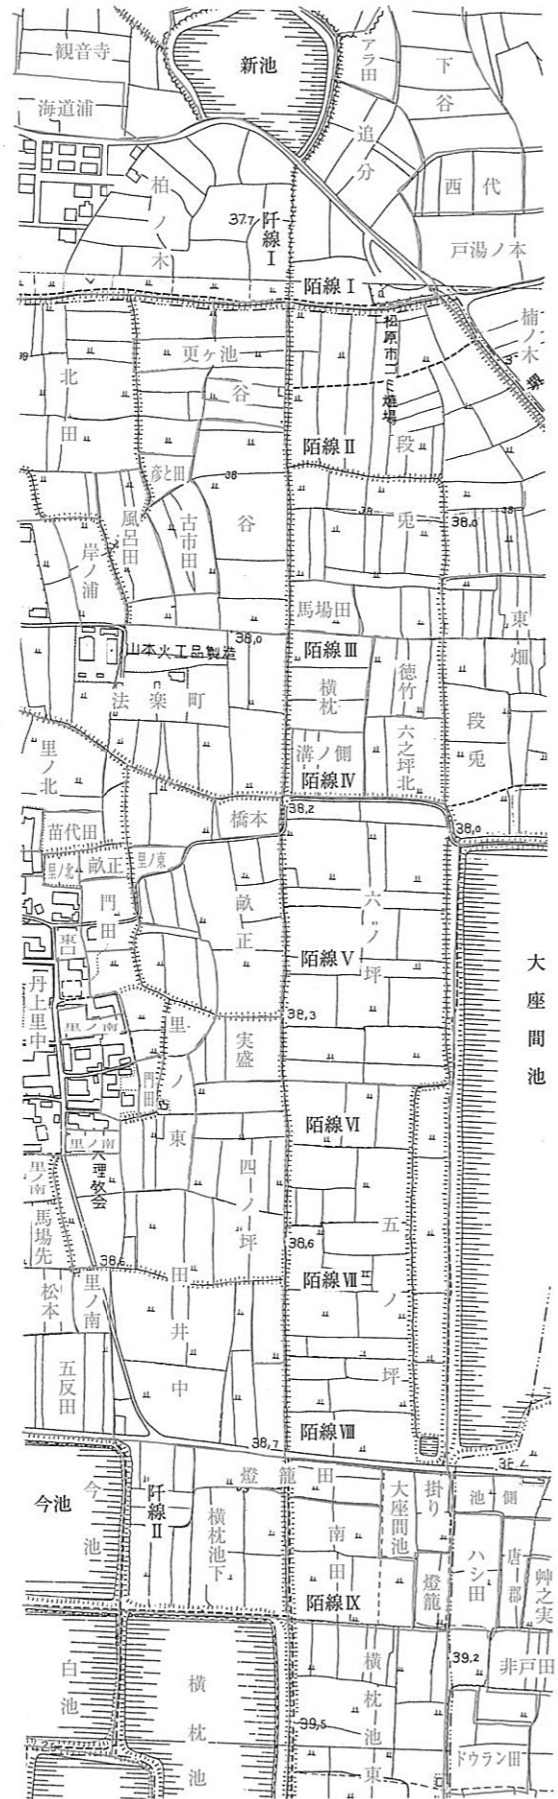 観音寺
新池
アラ田
下谷
海道浦
追分
西代
柏ノ木
37.7
阡線Ⅰ
戸湯ノ本
陌線Ⅰ
松原市ゴミ焼場
楠ノ木
北田
更ヶ池
谷
陌線Ⅱ
段
彦と田
38
風呂田
古市田
谷
38
兎
38,0
38
岸ノ浦
馬場田
東畑
38,0
山本火工品製造
陌線Ⅲ
法楽町
横枕
徳竹
段兎
里ノ北
溝ノ側
六之坪北
陌線Ⅳ
38,2
橋本
38,0
苗代田
里ノ北
畝正
里ノ東
門田
畝正
六ノ坪
大座間池
陌線Ⅴ
丹上里中
里ノ南
38,3
里ノ東
実盛
門田
陌線Ⅵ
里ノ南
天理教会
里ノ南
四ノ坪
馬場先
38,6
五ノ坪
38,6
陌線Ⅶ
松本
里ノ南
田井中
五反田
陌線Ⅷ
38,7
燈籠田
今池
今池
阡線Ⅱ
横枕池下
南田
大座間池
掛り
池側
燈籠
ハシ田
唐一郡
艸之実
陌線Ⅸ
白池
横枕池
横枕池東
39,2
非戸田
39,5
ドウラン田